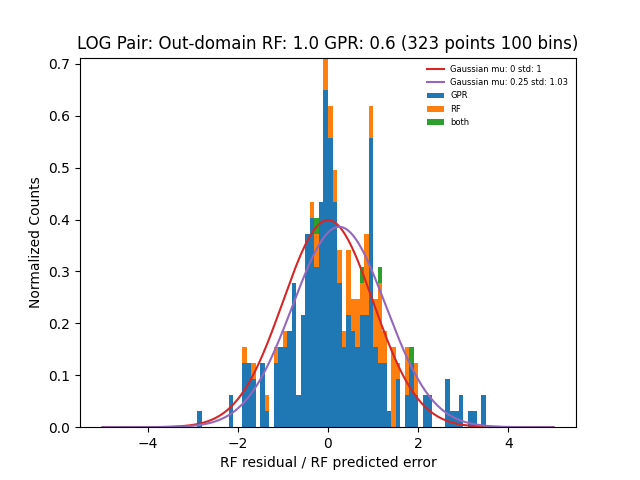 LOG Pair: Out-domain RF: 1.0 GPR: 0.6 (323 points 100 bins)
Gaussian mu: 0 std: 1
Gaussian mu: 0.25 std: 1.03
GPR
RF
both
Normalized Counts
0.7
0.6
0.5
0.4
0.3
0.2
0.1
0.0
−4
−2
0
2
4
RF residual / RF predicted error